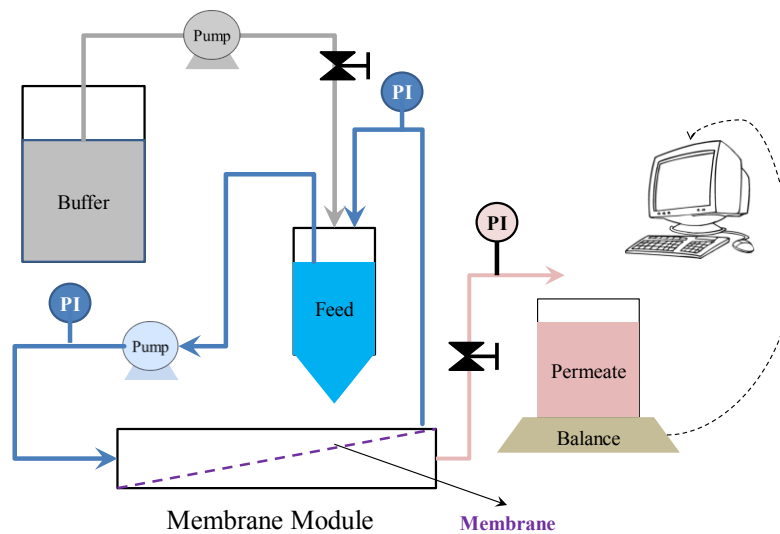 Pump
PI
Buffer
PI
PI
Feed
Pump
Permeate
Balance
Membrane Module
Membrane